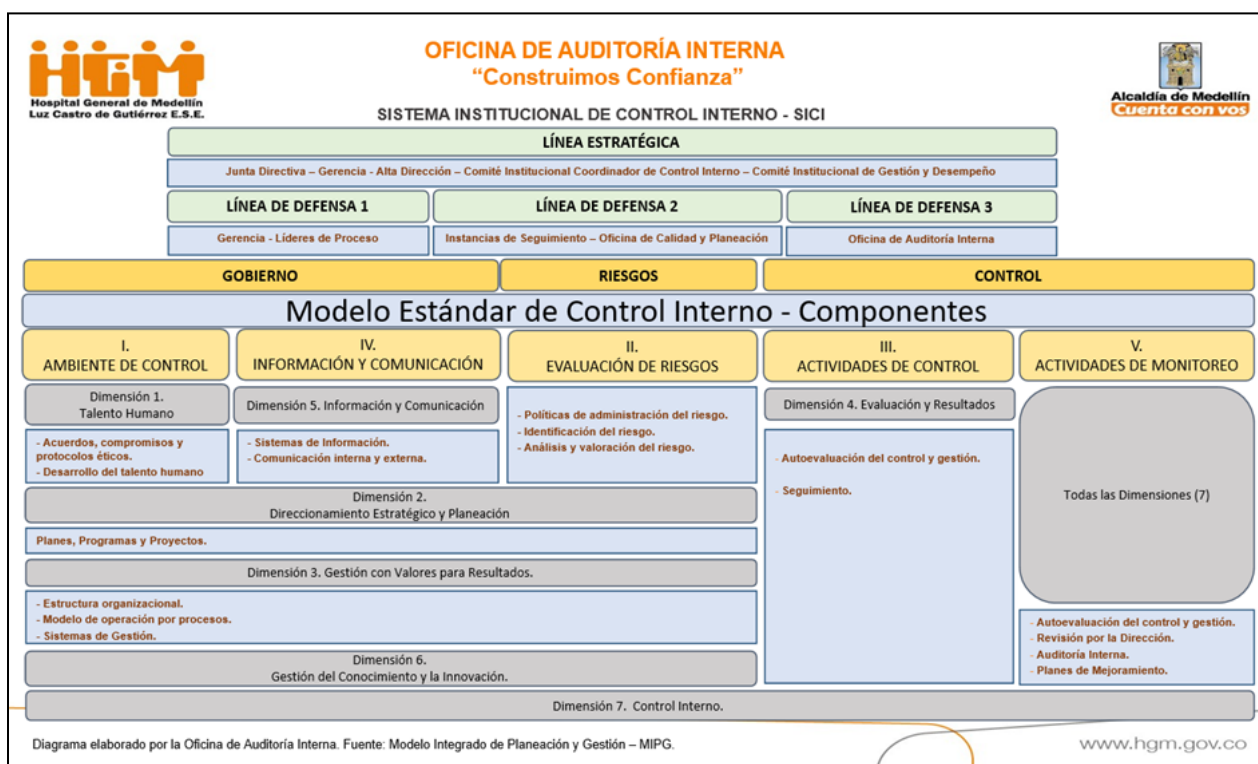 HGM
Hospital General de Medellín
Luz Castro de Gutiérrez E.S.E.
OFICINA DE AUDITORÍA INTERNA
“Construimos Confianza”
SISTEMA INSTITUCIONAL DE CONTROL INTERNO - SICI
Alcaldía de Medellín
Cuenta con vos
LÍNEA ESTRATÉGICA
Junta Directiva – Gerencia - Alta Dirección – Comité Institucional Coordinador de Control Interno – Comité Institucional de Gestión y Desempeño
LÍNEA DE DEFENSA 1
LÍNEA DE DEFENSA 2
LÍNEA DE DEFENSA 3
Gerencia - Líderes de Proceso
Instancias de Seguimiento – Oficina de Calidad y Planeación
Oficina de Auditoría Interna
GOBIERNO
RIESGOS
CONTROL
Modelo Estándar de Control Interno - Componentes
I.
AMBIENTE DE CONTROL
IV.
INFORMACIÓN Y COMUNICACIÓN
II.
EVALUACIÓN DE RIESGOS
III.
ACTIVIDADES DE CONTROL
V.
ACTIVIDADES DE MONITOREO
Dimensión 1.
Talento Humano
- Acuerdos, compromisos y
protocolos éticos.
- Desarrollo del talento humano
Dimensión 5. Información y Comunicación
- Sistemas de Información.
- Comunicación interna y externa.
- Políticas de administración del riesgo.
- Identificación del riesgo.
- Análisis y valoración del riesgo.
Dimensión 4. Evaluación y Resultados
- Autoevaluación del control y gestión.
- Seguimiento.
Todas las Dimensiones (7)
Dimensión 2.
Direccionamiento Estratégico y Planeación
Planes, Programas y Proyectos.
Dimensión 3. Gestión con Valores para Resultados.
- Estructura organizacional.
- Modelo de operación por procesos.
- Sistemas de Gestión.
- Autoevaluación del control y gestión.
- Revisión por la Dirección.
- Auditoría Interna.
- Planes de Mejoramiento.
Dimensión 6.
Gestión del Conocimiento y la Innovación.
Dimensión 7. Control Interno.
Diagrama elaborado por la Oficina de Auditoría Interna. Fuente: Modelo Integrado de Planeación y Gestión – MIPG.
www.hgm.gov.co